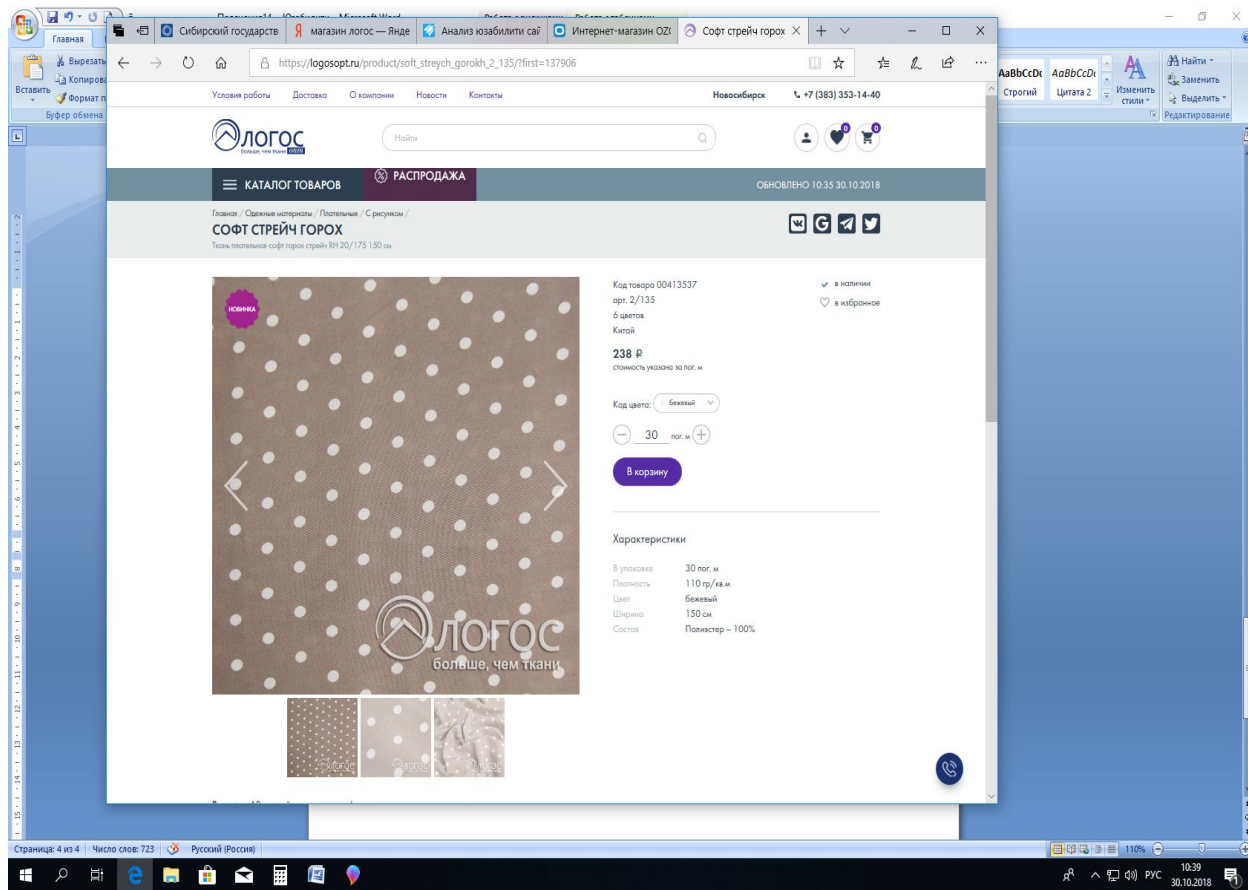 Главная
Вырезать
Вставить
Формат п
Буфер обмена
Сибирский государств
магазин логос — Янде
Анализ юзабилити сай
Интернет-магазин OZ
Софт стрейч горох
https://logosopt.ru/product/soft_streych_gorokh_2_135/?first=137906
AaBbCcDc
AaBbCcDc
Строгий
Цитата 2
Изменить
стили
Найти
Заменить
Выделить
Редактирование
Условия работы Доставка О компании Новости Контакты Новосибирск +7 (383) 353-14-40
ЛОГОС
больше, чем ткани опт
Найти
0 0
КАТАЛОГ ТОВАРОВ
РАСПРОДАЖА
ОБНОВЛЕНО 10:35 30.10.2018
Главная / Одежные материалы / Плательные / С рисунком /
СОФТ СТРЕЙЧ ГОРОХ
Ткань плательная софт горох стрейч RH 20/175 150 см
НОВИНКА
Код товара 00413537
в наличии
арт. 2/135
в избранное
6 цветов
Китай
238 ₽
стоимость указана за пог. м
Код цвета: бежевый
30 пог. м
В корзину
Характеристики
В упаковке 30 пог. м
Плотность 110 гр/кв.м
Цвет бежевый
Ширина 150 см
Состав Полиэстер – 100%
ЛОГОС
больше, чем ткани
Страница: 4 из 4 Число слов: 723 Русский (Россия)
110%
РУС
10:39
30.10.2018